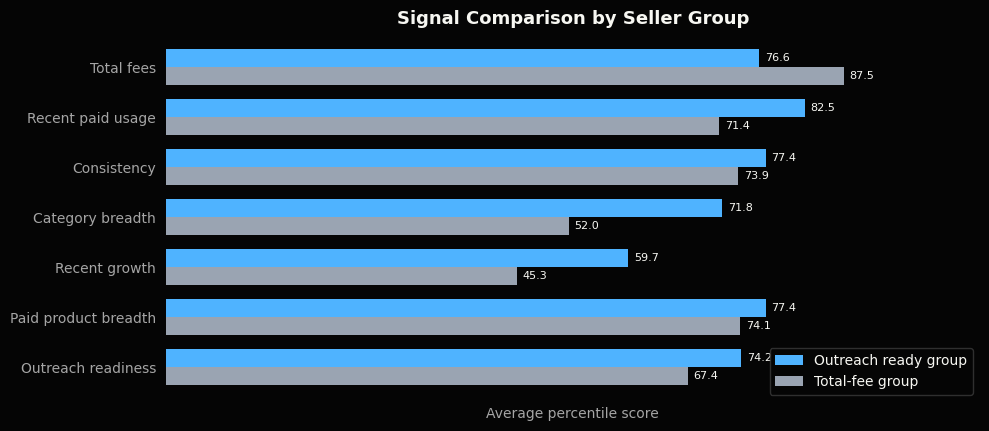 Signal Comparison by Seller Group
Total fees
76.6
87.5
Recent paid usage
82.5
71.4
Consistency
77.4
73.9
Category breadth
71.8
52.0
Recent growth
59.7
45.3
Paid product breadth
77.4
74.1
Outreach readiness
74.2
67.4
Outreach ready group
Total-fee group
Average percentile score